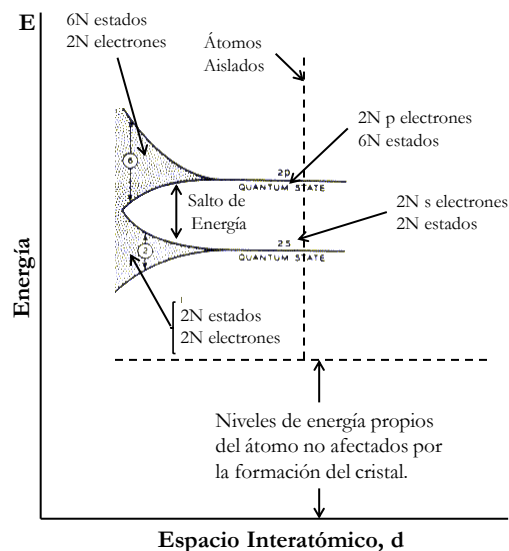 E
6N estados
2N electrones
Átomos
Aislados
2N p electrones
6N estados
2p
QUANTUM STATE
6
Salto de
Energía
2N s electrones
2N estados
2S
QUANTUM STATE
2
2N estados
2N electrones
Energía
Niveles de energía propios
del átomo no afectados por
la formación del cristal.
Espacio Interatómico, d